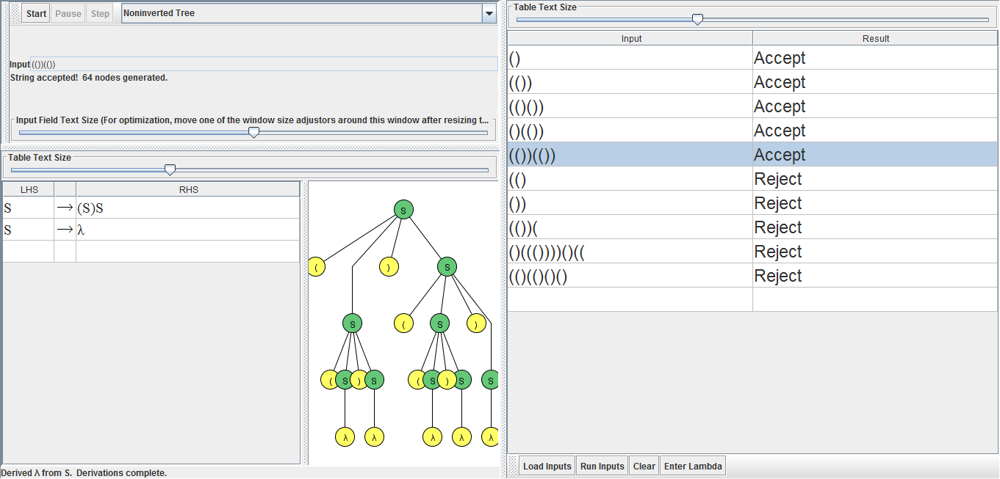 Start Pause Step Noninverted Tree
Input (())(())
String accepted! 64 nodes generated.
Input Field Text Size (For optimization, move one of the window size adjustors around this window after resizing t...
Table Text Size
LHS RHS
S → (S)S
S → λ
S
( ) S
S ( S )
( S ) S ( S ) S S
λ λ λ λ λ
Derived λ from S. Derivations complete.
Table Text Size
Input Result
() Accept
(()) Accept
(()()) Accept
()(()) Accept
(())(()) Accept
(() Reject
()) Reject
(())( Reject
()((())))()(( Reject
(()(()()() Reject
Load Inputs Run Inputs Clear Enter Lambda